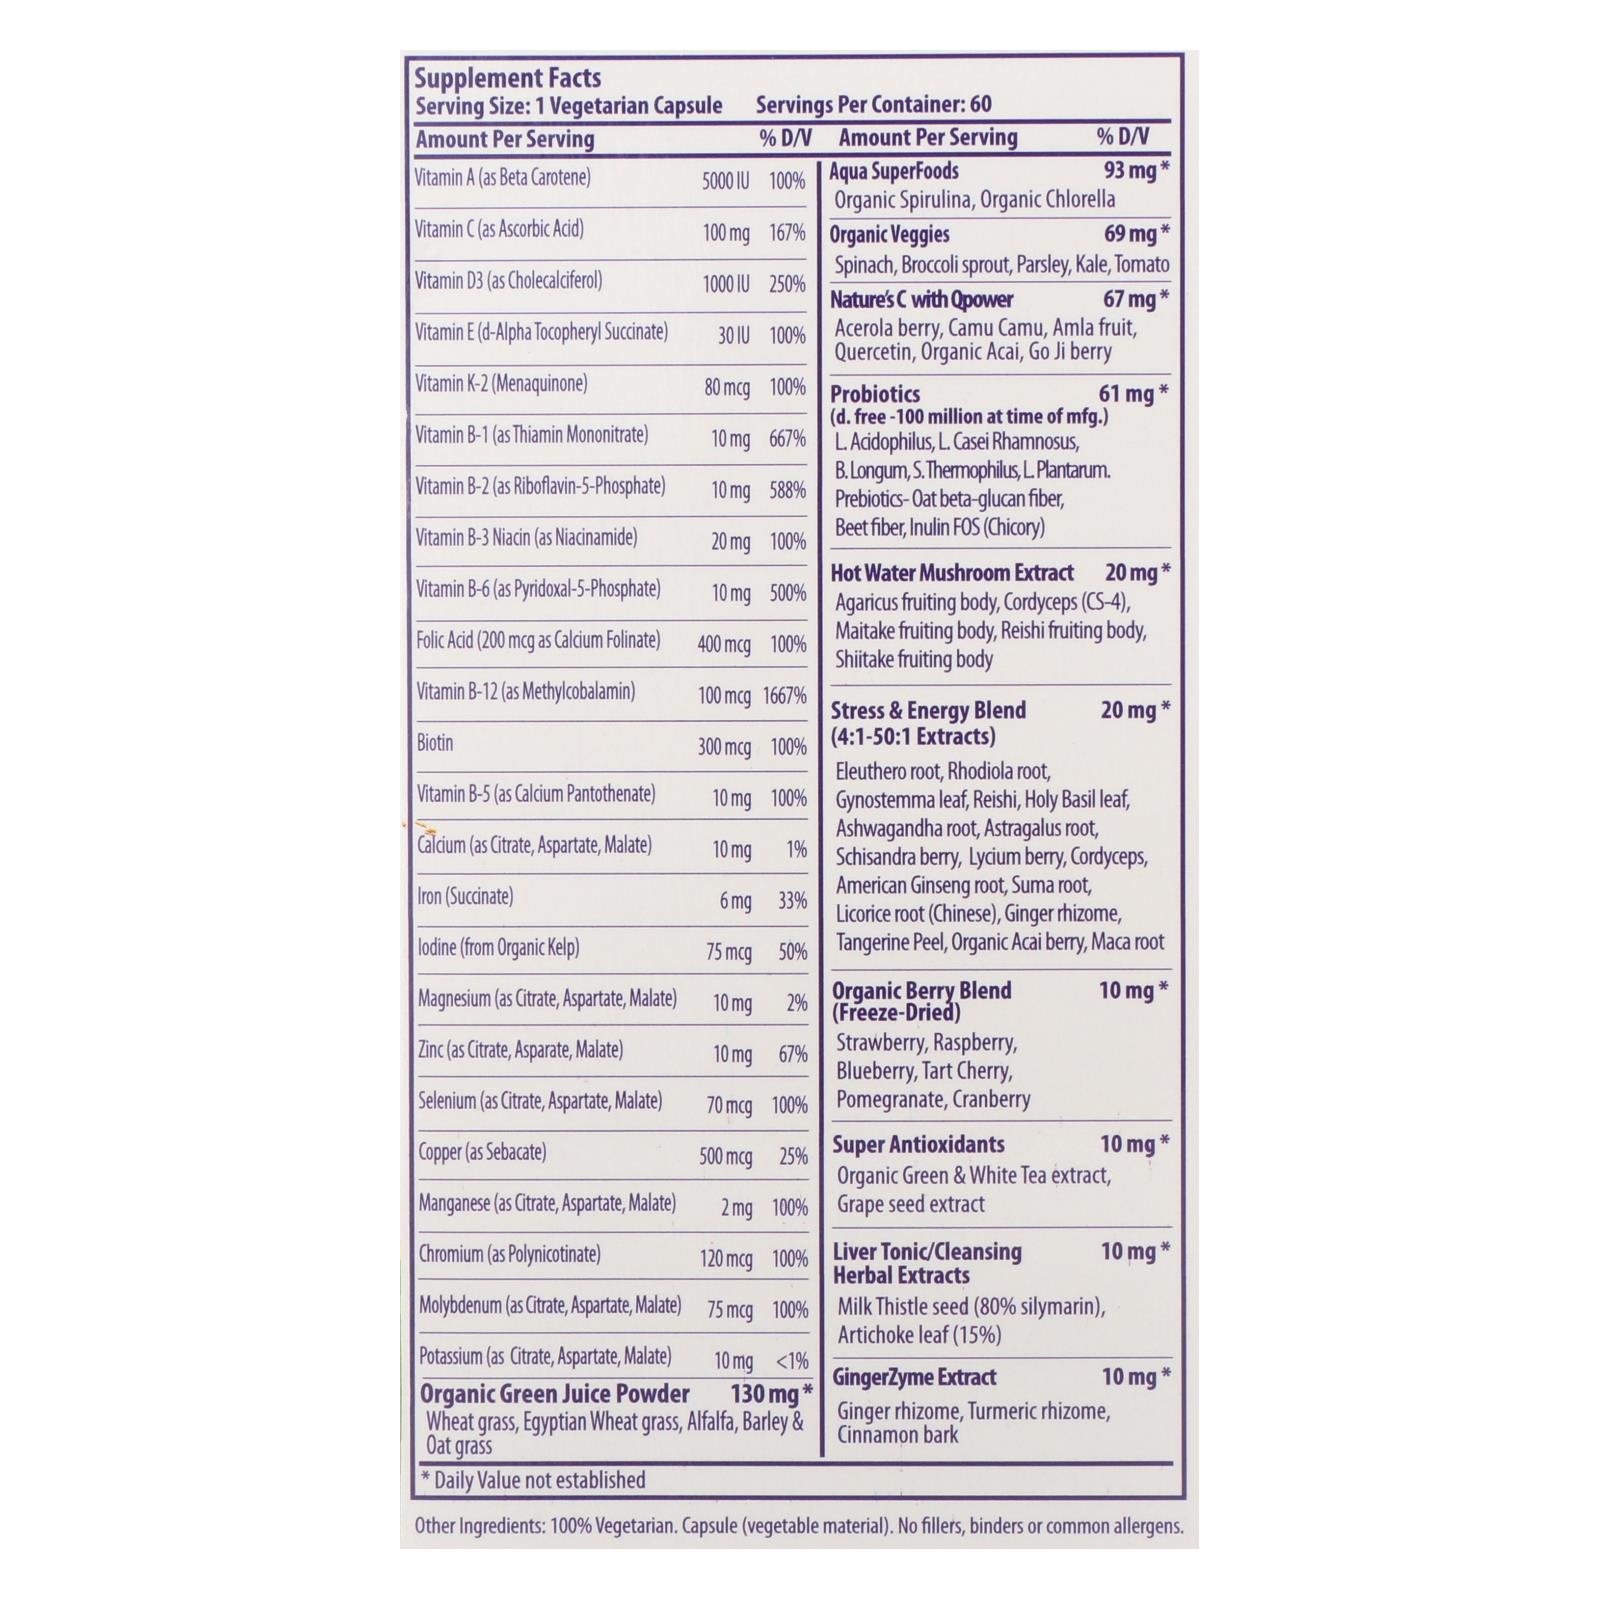 Supplement Facts
Serving Size: 1 Vegetarian Capsule Servings Per Container: 60
Amount Per Serving % D/V
Vitamin A (as Beta Carotene) 5000 IU 100%
Vitamin C (as Ascorbic Acid) 100 mg 167%
Vitamin D3 (as Cholecalciferol) 1000 IU 250%
Vitamin E (d-Alpha Tocopheryl Succinate) 30 IU 100%
Vitamin K-2 (Menaquinone) 80 mcg 100%
Vitamin B-1 (as Thiamin Mononitrate) 10 mg 667%
Vitamin B-2 (as Riboflavin-5-Phosphate) 10 mg 588%
Vitamin B-3 Niacin (as Niacinamide) 20 mg 100%
Vitamin B-6 (as Pyridoxal-5-Phosphate) 10 mg 500%
Folic Acid (200 mcg as Calcium Folinate) 400 mcg 100%
Vitamin B-12 (as Methylcobalamin) 100 mcg 1667%
Biotin 300 mcg 100%
Vitamin B-5 (as Calcium Pantothenate) 10 mg 100%
Calcium (as Citrate, Aspartate, Malate) 10 mg 1%
Iron (Succinate) 6 mg 33%
Iodine (from Organic Kelp) 75 mcg 50%
Magnesium (as Citrate, Aspartate, Malate) 10 mg 2%
Zinc (as Citrate, Asparate, Malate) 10 mg 67%
Selenium (as Citrate, Aspartate, Malate) 70 mcg 100%
Copper (as Sebacate) 500 mcg 25%
Manganese (as Citrate, Aspartate, Malate) 2 mg 100%
Chromium (as Polynicotinate) 120 mcg 100%
Molybdenum (as Citrate, Aspartate, Malate) 75 mcg 100%
Potassium (as Citrate, Aspartate, Malate) 10 mg <1%
Organic Green Juice Powder 130 mg *
Wheat grass, Egyptian Wheat grass, Alfalfa, Barley &
Oat grass
Amount Per Serving % D/V
Aqua SuperFoods 93 mg *
Organic Spirulina, Organic Chlorella
Organic Veggies 69 mg *
Spinach, Broccoli sprout, Parsley, Kale, Tomato
Nature's C with Qpower 67 mg *
Acerola berry, Camu Camu, Amla fruit,
Quercetin, Organic Acai, Go Ji berry
Probiotics 61 mg *
(d. free -100 million at time of mfg.)
L. Acidophilus, L. Casei Rhamnosus,
B. Longum, S. Thermophilus, L. Plantarum.
Prebiotics- Oat beta-glucan fiber,
Beet fiber, Inulin FOS (Chicory)
Hot Water Mushroom Extract 20 mg *
Agaricus fruiting body, Cordyceps (CS-4),
Maitake fruiting body, Reishi fruiting body,
Shiitake fruiting body
Stress & Energy Blend 20 mg *
(4:1-50:1 Extracts)
Eleuthero root, Rhodiola root,
Gynostemma leaf, Reishi, Holy Basil leaf,
Ashwagandha root, Astragalus root,
Schisandra berry, Lycium berry, Cordyceps,
American Ginseng root, Suma root,
Licorice root (Chinese), Ginger rhizome,
Tangerine Peel, Organic Acai berry, Maca root
Organic Berry Blend 10 mg *
(Freeze-Dried)
Strawberry, Raspberry,
Blueberry, Tart Cherry,
Pomegranate, Cranberry
Super Antioxidants 10 mg *
Organic Green & White Tea extract,
Grape seed extract
Liver Tonic/Cleansing 10 mg *
Herbal Extracts
Milk Thistle seed (80% silymarin),
Artichoke leaf (15%)
GingerZyme Extract 10 mg *
Ginger rhizome, Turmeric rhizome,
Cinnamon bark
* Daily Value not established
Other Ingredients: 100% Vegetarian. Capsule (vegetable material). No fillers, binders or common allergens.